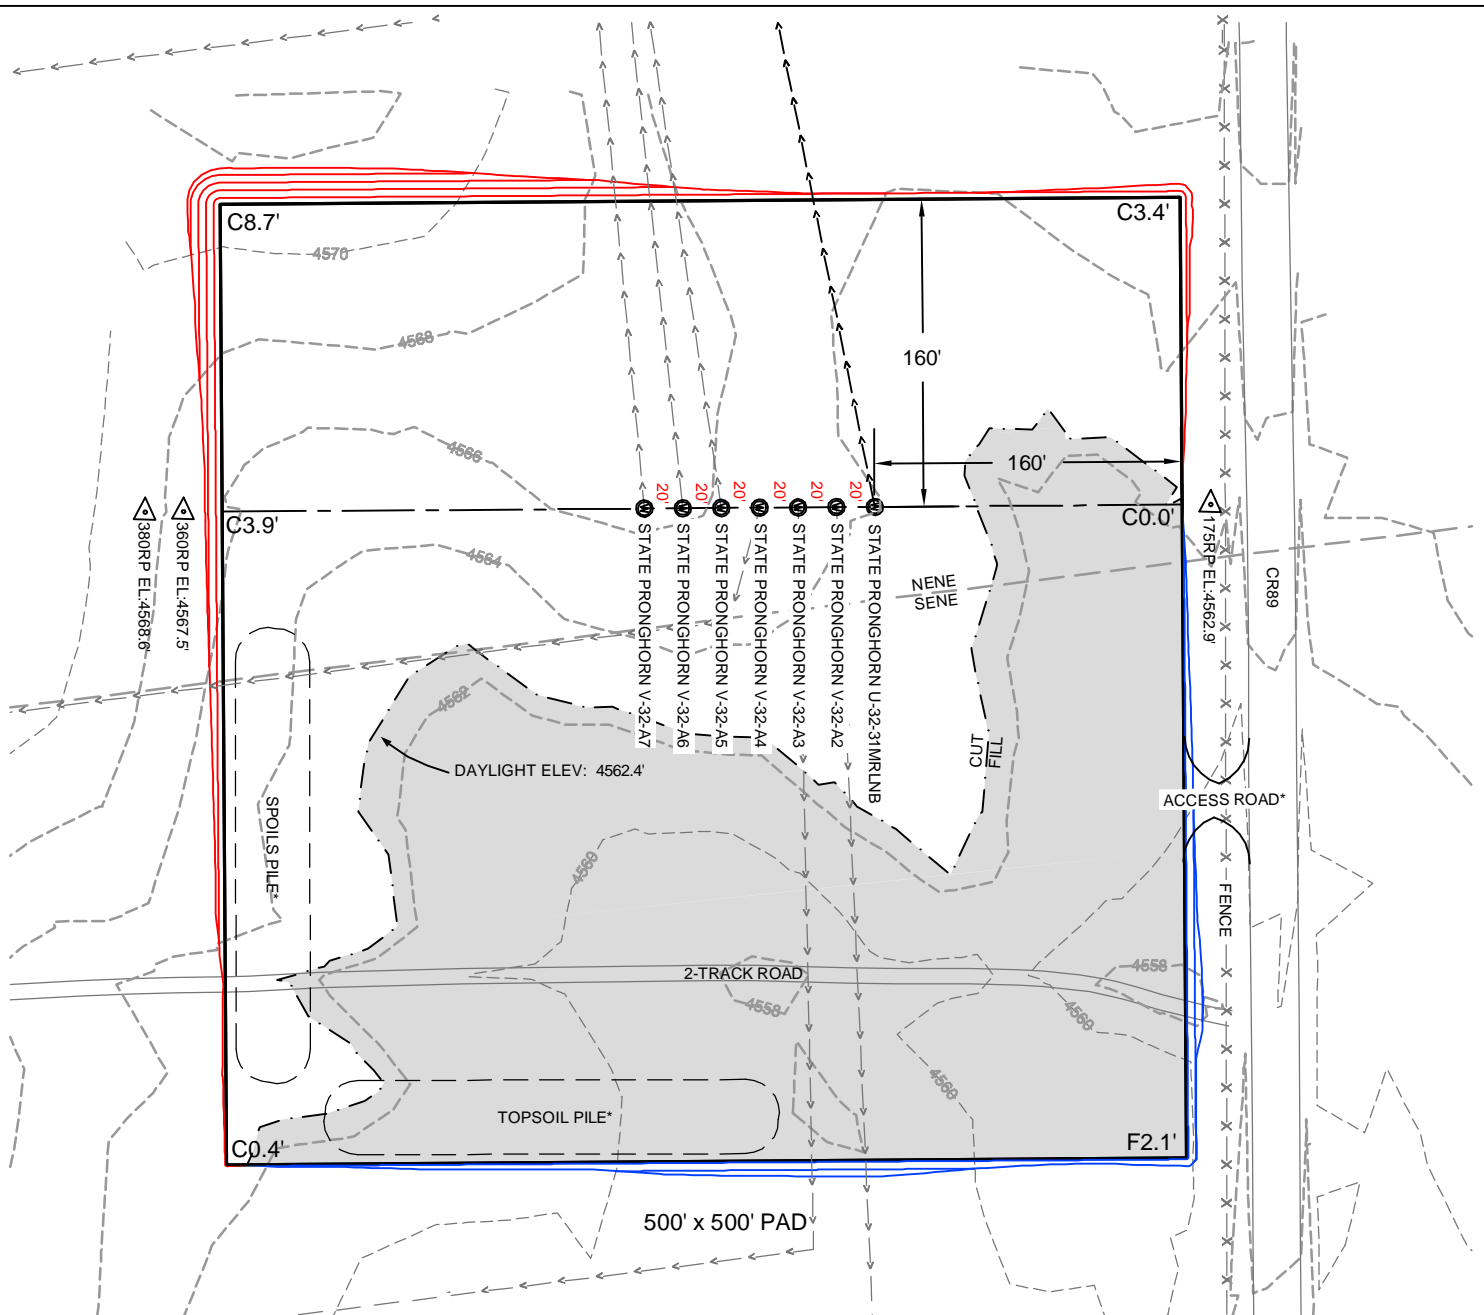 C8.7'
C3.4'
4570
4568
160'
4566
160'
20'
20'
20'
20'
20'
20'
C3.9'
C0.0'
380RP EL:4568.6'
360RP EL:4567.5'
175RP EL:4562.9'
CR89
4564
NENE
SENE
STATE PRONGHORN V-32-A7
STATE PRONGHORN V-32-A6
STATE PRONGHORN V-32-A5
STATE PRONGHORN V-32-A4
STATE PRONGHORN V-32-A3
STATE PRONGHORN V-32-A2
STATE PRONGHORN U-32-31MRLNB
4562
CUT
FILL
DAYLIGHT ELEV: 4562.4'
ACCESS ROAD*
SPOILS PILE*
4560
FENCE
2-TRACK ROAD
4558
4558
4560
4560
TOPSOIL PILE*
C0.4'
F2.1'
500' x 500' PAD